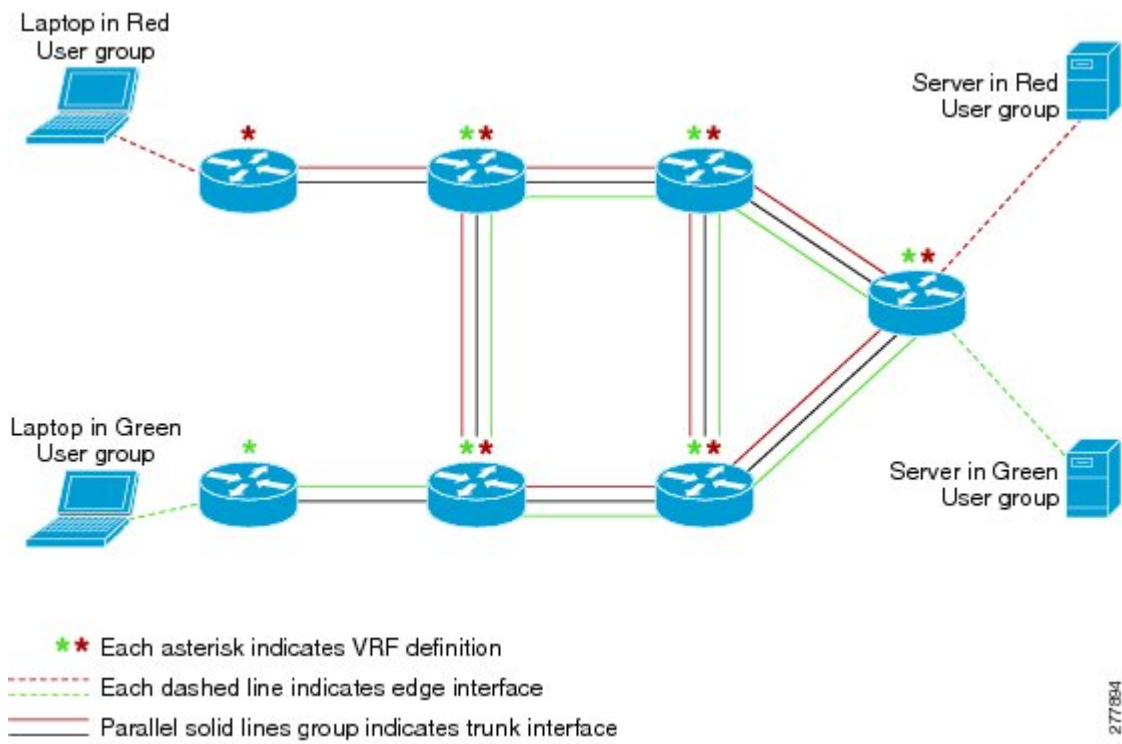 Laptop in Red
User group
Server in Red
User group
* 
* *
* *
* *
Laptop in Green
User group
*
* *
* *
Server in Green
User group
* * Each asterisk indicates VRF definition
Each dashed line indicates edge interface
Parallel solid lines group indicates trunk interface
277894